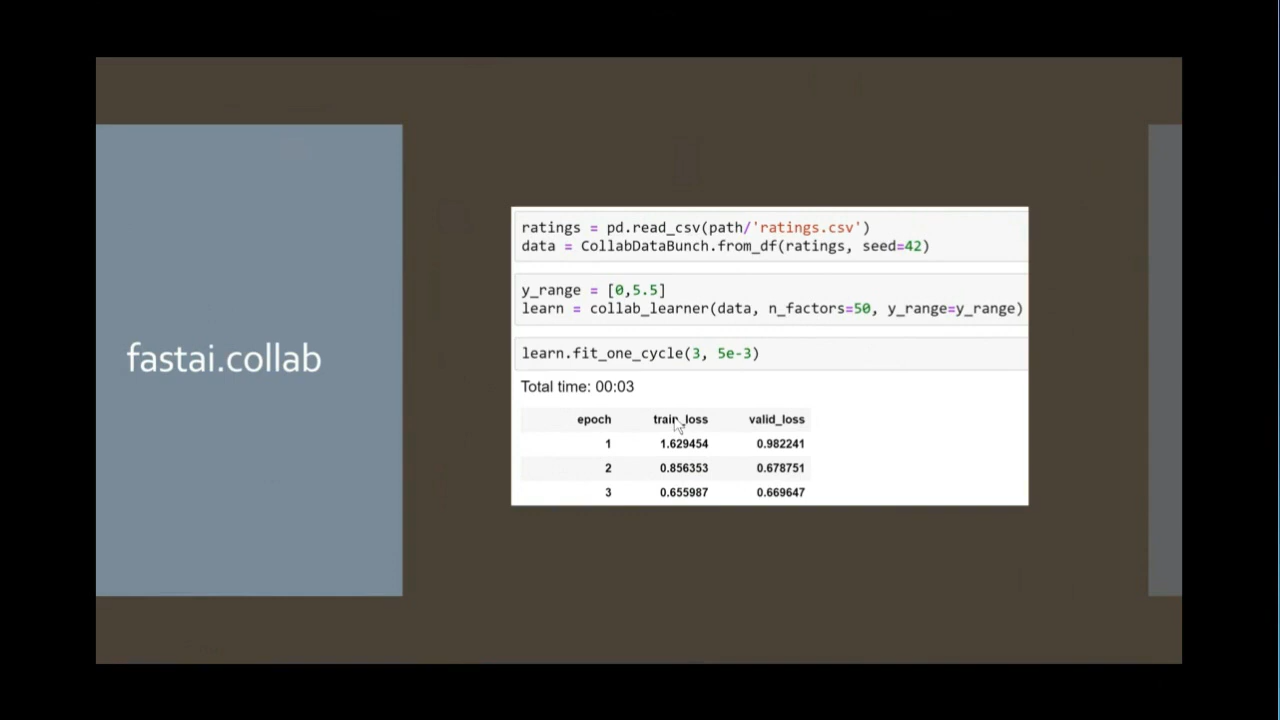 fastai.collab
ratings = pd.read_csv(path/'ratings.csv')
data = CollabDataBunch.from_df(ratings, seed=42)
y_range = [0,5.5]
learn = collab_learner(data, n_factors=50, y_range=y_range)
learn.fit_one_cycle(3, 5e-3)
Total time: 00:03
epoch train_loss valid_loss
1 1.629454 0.982241
2 0.856353 0.678751
3 0.655987 0.669647